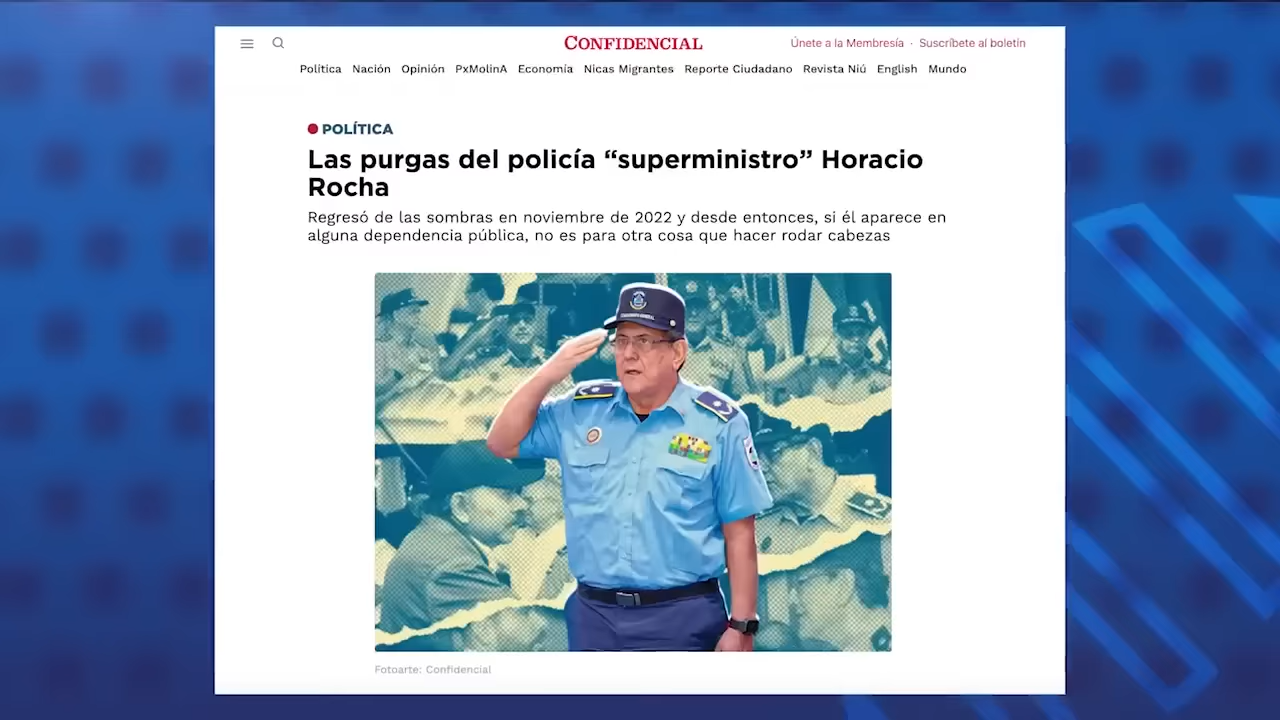 CONFIDENCIAL
Únete a la Membresía · Suscríbete al boletín
Política Nación Opinión PxMolinA Economía Nicas Migrantes Reporte Ciudadano Revista Niú English Mundo
POLÍTICA
Las purgas del policía “superministro” Horacio
Rocha
Regresó de las sombras en noviembre de 2022 y desde entonces, si él aparece en
alguna dependencia pública, no es para otra cosa que hacer rodar cabezas
Fotoarte: Confidencial